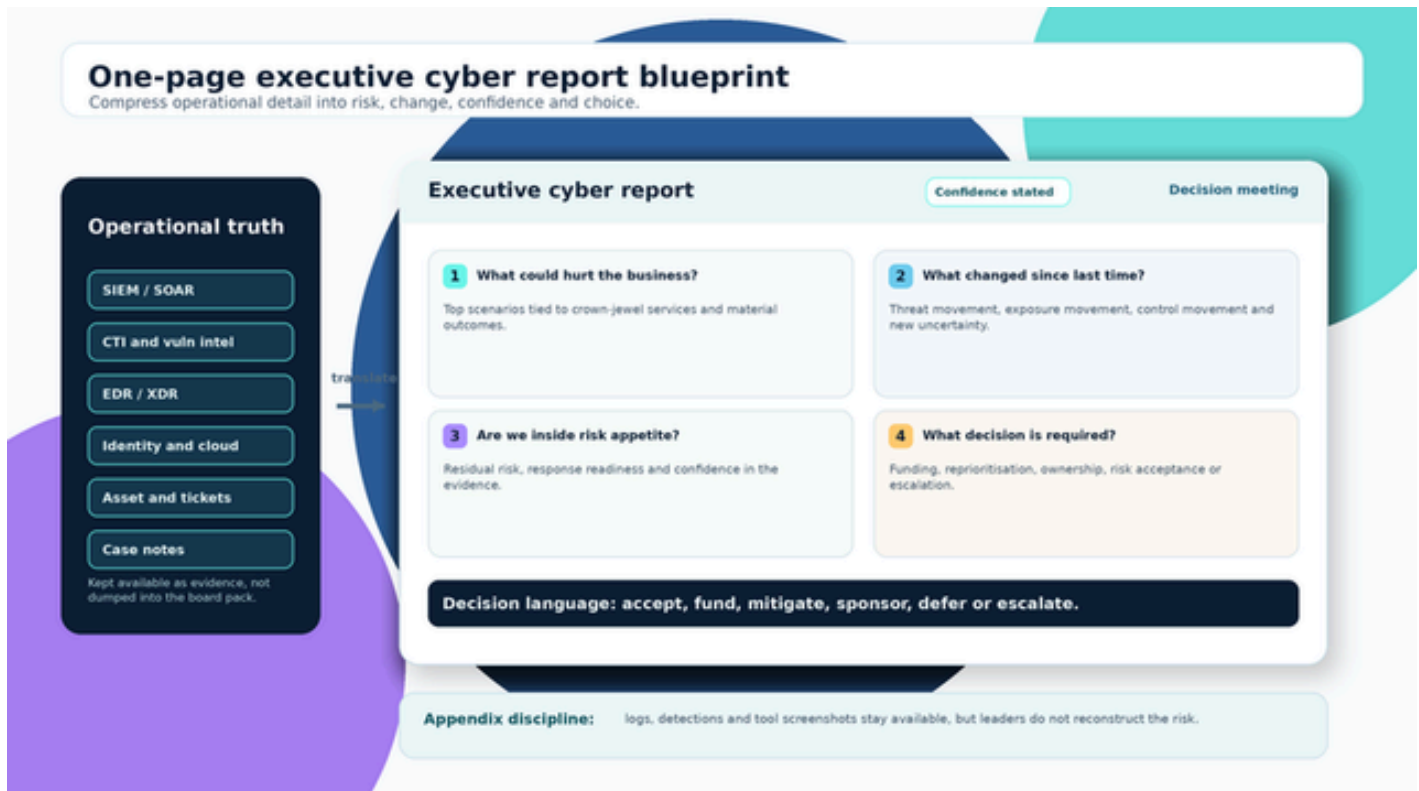 One-page executive cyber report blueprint
Compress operational detail into risk, change, confidence and choice.
Operational truth
SIEM / SOAR
CTI and vuln intel
EDR / XDR
Identity and cloud
Asset and tickets
Case notes
Kept available as evidence, not
dumped into the board pack.
translate
Executive cyber report
Confidence stated
Decision meeting
1 What could hurt the business?
Top scenarios tied to crown-jewel services and material
outcomes.
2 What changed since last time?
Threat movement, exposure movement, control movement and
new uncertainty.
3 Are we inside risk appetite?
Residual risk, response readiness and confidence in the
evidence.
4 What decision is required?
Funding, reprioritisation, ownership, risk acceptance or
escalation.
Decision language: accept, fund, mitigate, sponsor, defer or escalate.
Appendix discipline: logs, detections and tool screenshots stay available, but leaders do not reconstruct the risk.